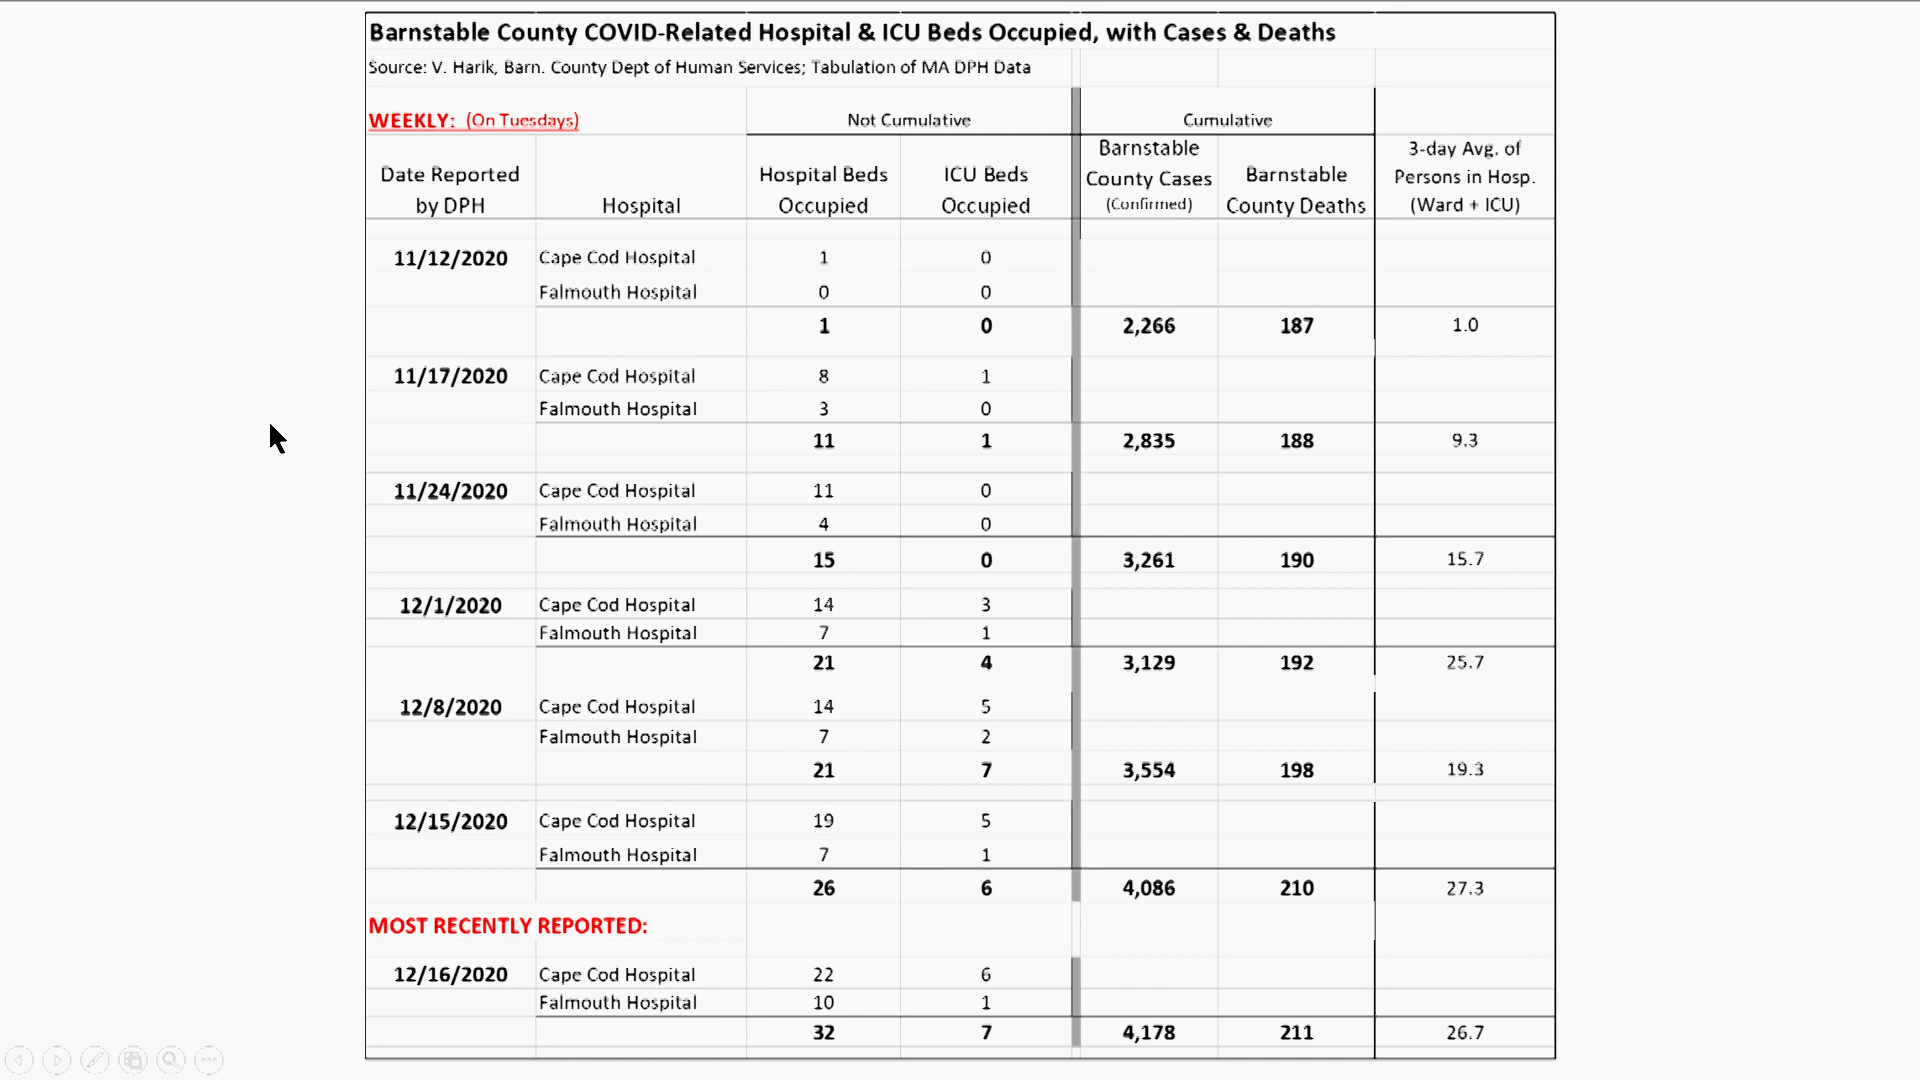 Barnstable County COVID-Related Hospital & ICU Beds Occupied, with Cases & Deaths
Source: V. Harik, Barn. County Dept of Human Services; Tabulation of MA DPH Data
WEEKLY: (On Tuesdays) Not Cumulative Cumulative
Date Reported by DPH
Hospital
Hospital Beds Occupied
ICU Beds Occupied
Barnstable County Cases (Confirmed)
Barnstable County Deaths
3-day Avg. of Persons in Hosp. (Ward + ICU)
11/12/2020 Cape Cod Hospital 1 0
Falmouth Hospital 0 0
1 0 2,266 187 1.0
11/17/2020 Cape Cod Hospital 8 1
Falmouth Hospital 3 0
11 1 2,835 188 9.3
11/24/2020 Cape Cod Hospital 11 0
Falmouth Hospital 4 0
15 0 3,261 190 15.7
12/1/2020 Cape Cod Hospital 14 3
Falmouth Hospital 7 1
21 4 3,129 192 25.7
12/8/2020 Cape Cod Hospital 14 5
Falmouth Hospital 7 2
21 7 3,554 198 19.3
12/15/2020 Cape Cod Hospital 19 5
Falmouth Hospital 7 1
26 6 4,086 210 27.3
MOST RECENTLY REPORTED:
12/16/2020 Cape Cod Hospital 22 6
Falmouth Hospital 10 1
32 7 4,178 211 26.7